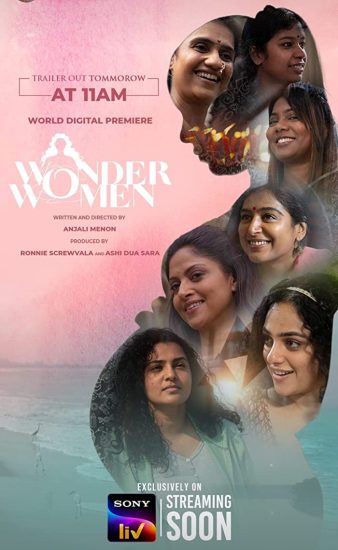 TRAILER OUT TOMMOROW
AT 11AM
WORLD DIGITAL PREMIERE
WONDER
WOMEN
WRITTEN AND DIRECTED BY
ANJALI MENON
PRODUCED BY
RONNIE SCREWVALA AND ASHI DUA SARA
EXCLUSIVELY ON
SONY
liv
STREAMING
SOON